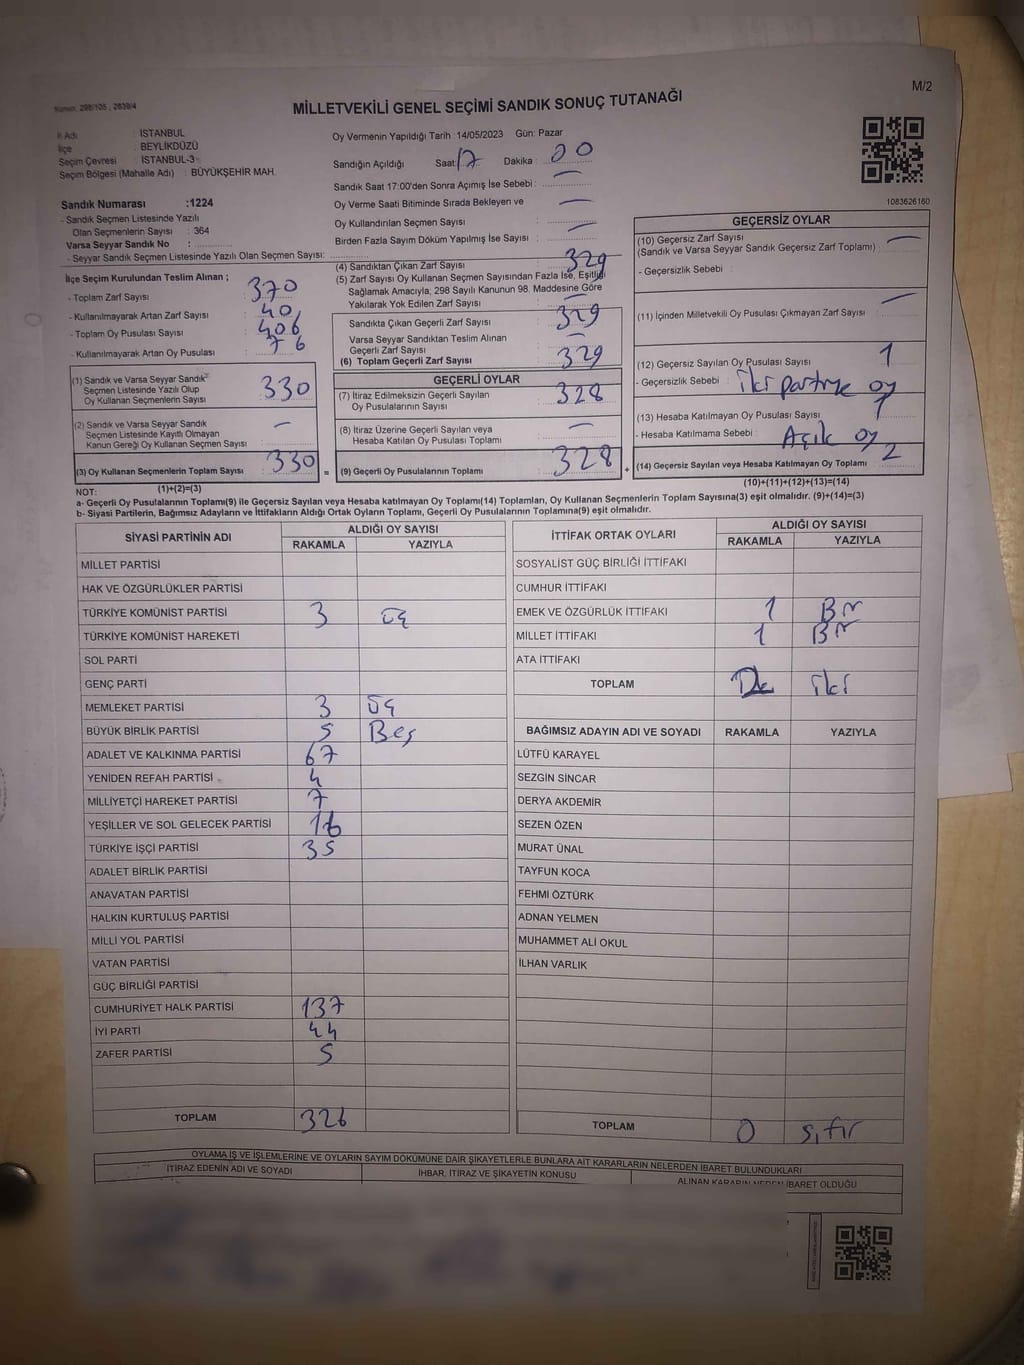 Kanun: 298/105 , 2839/4
M/2
MİLLETVEKİLİ GENEL SEÇİMİ SANDIK SONUÇ TUTANAĞI
İl Adı : İSTANBUL
İlçe : BEYLİKDÜZÜ
Seçim Çevresi : İSTANBUL-3
Seçim Bölgesi (Mahalle Adı) : BÜYÜKŞEHİR MAH.
Oy Vermenin Yapıldığı Tarih :14/05/2023 Gün: Pazar
Sandığın Açıldığı Saat: 17 Dakika : 00
Sandık Saat 17:00'den Sonra Açımış İse Sebebi : —
Oy Verme Saati Bitiminde Sırada Bekleyen ve
Oy Kullandırılan Seçmen Sayısı : —
Birden Fazla Sayım Döküm Yapılmış İse Sayısı : —
1083626160
Sandık Numarası :1224
- Sandık Seçmen Listesinde Yazılı
Olan Seçmenlerin Sayısı : 364
Varsa Seyyar Sandık No :
- Seyyar Sandık Seçmen Listesinde Yazılı Olan Seçmen Sayısı:
İlçe Seçim Kurulundan Teslim Alınan ;
- Toplam Zarf Sayısı : 370
- Kullanılmayarak Artan Zarf Sayısı : 40
- Toplam Oy Pusulası Sayısı : 406
- Kullanılmayarak Artan Oy Pusulası : 76
(1) Sandık ve Varsa Seyyar Sandık
Seçmen Listesinde Yazılı Olup
Oy Kullanan Seçmenlerin Sayısı : 330
(2) Sandık ve Varsa Seyyar Sandık
Seçmen Listesinde Kayıtlı Olmayan
Kanun Gereği Oy Kullanan Seçmen Sayısı : —
(3) Oy Kullanan Seçmenlerin Toplam Sayısı : 330
(1)+(2)=(3)
(4) Sandıktan Çıkan Zarf Sayısı : 329
(5) Zarf Sayısı Oy Kullanan Seçmen Sayısından Fazla İse, Eşitliği
Sağlamak Amacıyla; 298 Sayılı Kanunun 98. Maddesine Göre
Yakılarak Yok Edilen Zarf Sayısı : —
Sandıkta Çıkan Geçerli Zarf Sayısı : 329
Varsa Seyyar Sandıktan Teslim Alınan
Geçerli Zarf Sayısı :
(6) Toplam Geçerli Zarf Sayısı : 329
GEÇERLİ OYLAR
(7) İtiraz Edilmeksizin Geçerli Sayılan
Oy Pusulalarının Sayısı : 328
(8) İtiraz Üzerine Geçerli Sayılan veya
Hesaba Katılan Oy Pusulası Toplamı : —
= (9) Geçerli Oy Pusulalarının Toplamı : 328 +
GEÇERSİZ OYLAR
(10) Geçersiz Zarf Sayısı
(Sandık ve Varsa Seyyar Sandık Geçersiz Zarf Toplamı) : —
- Geçersizlik Sebebi :
(11) İçinden Milletvekili Oy Pusulası Çıkmayan Zarf Sayısı : —
(12) Geçersiz Sayılan Oy Pusulası Sayısı : 1
- Geçersizlik Sebebi : iki partiye oy
(13) Hesaba Katılmayan Oy Pusulası Sayısı : 1
- Hesaba Katılmama Sebebi : Açık oy
(14) Geçersiz Sayılan veya Hesaba Katılmayan Oy Toplamı : 2
(10)+(11)+(12)+(13)=(14)
NOT:
a- Geçerli Oy Pusulalarının Toplamı(9) ile Geçersiz Sayılan veya Hesaba katılmayan Oy Toplamı(14) Toplamları, Oy Kullanan Seçmenlerin Toplam Sayısına(3) eşit olmalıdır. (9)+(14)=(3)
b- Siyasi Partilerin, Bağımsız Adayların ve İttifakların Aldığı Ortak Oyların Toplamı, Geçerli Oy Pusulalarının Toplamına(9) eşit olmalıdır.
SİYASİ PARTİNİN ADI ALDIĞI OY SAYISI
RAKAMLA YAZIYLA
MİLLET PARTİSİ
HAK VE ÖZGÜRLÜKLER PARTİSİ
TÜRKİYE KOMÜNİST PARTİSİ 3 üç
TÜRKİYE KOMÜNİST HAREKETİ
SOL PARTİ
GENÇ PARTİ
MEMLEKET PARTİSİ 3 üç
BÜYÜK BİRLİK PARTİSİ 5 Beş
ADALET VE KALKINMA PARTİSİ 67
YENİDEN REFAH PARTİSİ 4
MİLLİYETÇİ HAREKET PARTİSİ 7
YEŞİLLER VE SOL GELECEK PARTİSİ 16
TÜRKİYE İŞÇİ PARTİSİ 35
ADALET BİRLİK PARTİSİ
ANAVATAN PARTİSİ
HALKIN KURTULUŞ PARTİSİ
MİLLİ YOL PARTİSİ
VATAN PARTİSİ
GÜÇ BİRLİĞİ PARTİSİ
CUMHURİYET HALK PARTİSİ 137
İYİ PARTİ 44
ZAFER PARTİSİ 5
TOPLAM 326
İTTİFAK ORTAK OYLARI ALDIĞI OY SAYISI
RAKAMLA YAZIYLA
SOSYALİST GÜÇ BİRLİĞİ İTTİFAKI
CUMHUR İTTİFAKI
EMEK VE ÖZGÜRLÜK İTTİFAKI 1 Bir
MİLLET İTTİFAKI 1 Bir
ATA İTTİFAKI
TOPLAM iki
BAĞIMSIZ ADAYIN ADI VE SOYADI RAKAMLA YAZIYLA
LÜTFÜ KARAYEL
SEZGİN SİNCAR
DERYA AKDEMİR
SEZEN ÖZEN
MURAT ÜNAL
TAYFUN KOCA
FEHMİ ÖZTÜRK
ADNAN YELMEN
MUHAMMET ALİ OKUL
İLHAN VARLIK
TOPLAM 0 sıfır
OYLAMA İŞ VE İŞLEMLERİNE VE OYLARIN SAYIM DÖKÜMÜNE DAİR ŞİKAYETLERLE BUNLARA AİT KARARLARIN NELERDEN İBARET BULUNDUKLARI
İTİRAZ EDENİN ADI VE SOYADI İHBAR, İTİRAZ VE ŞİKAYETİN KONUSU ALINAN KARARIN NEDEN İBARET OLDUĞU